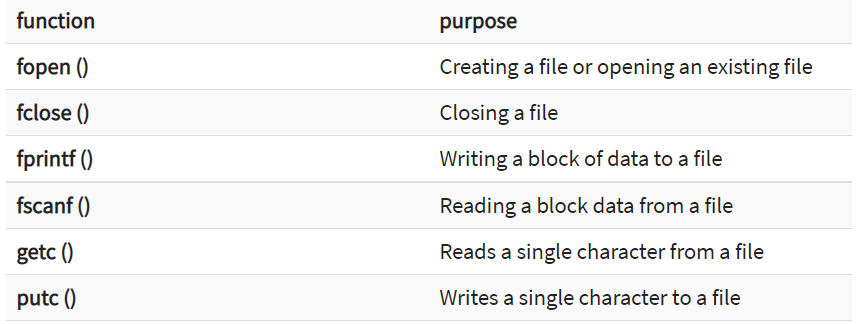 function purpose
fopen () Creating a file or opening an existing file
fclose () Closing a file
fprintf () Writing a block of data to a file
fscanf () Reading a block data from a file
getc () Reads a single character from a file
putc () Writes a single character to a file